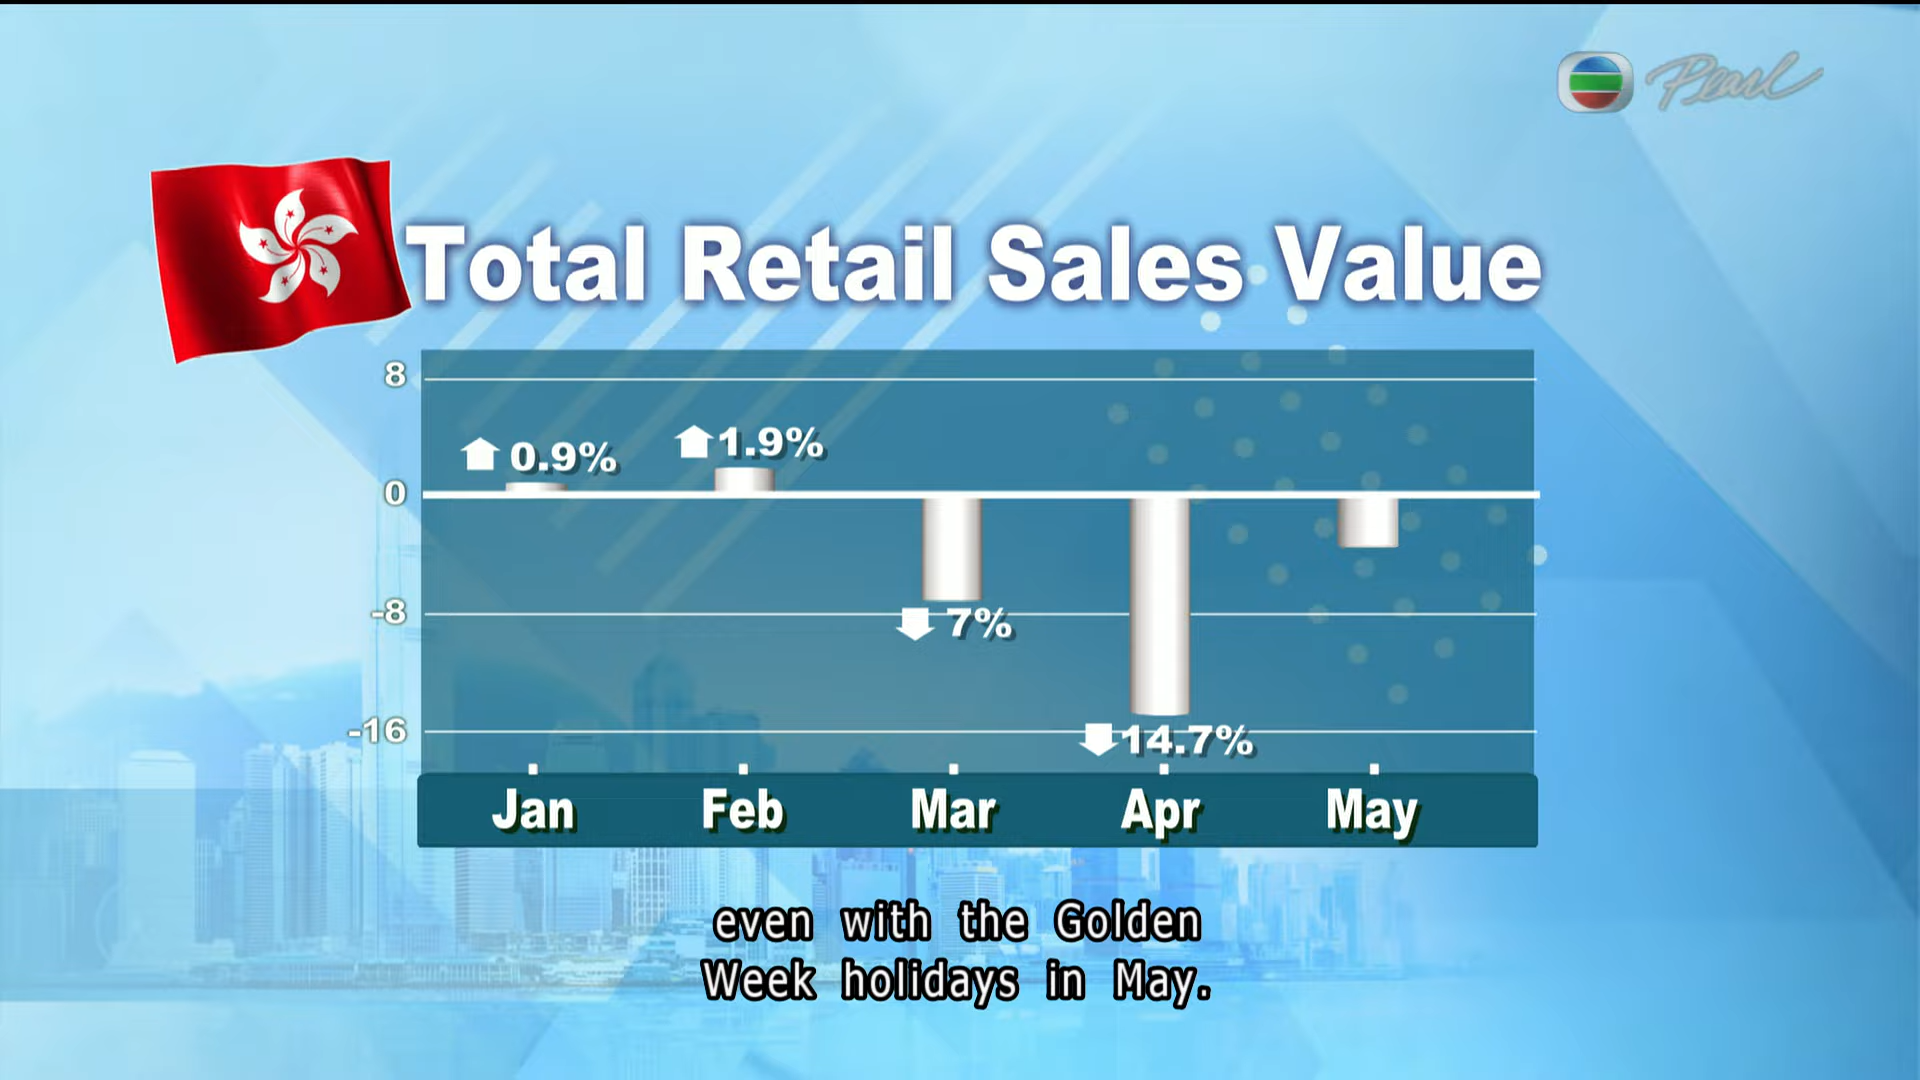 Pearl
Total Retail Sales Value
8
0.9%
1.9%
0
-8
7%
-16
14.7%
Jan Feb Mar Apr May
even with the Golden
Week holidays in May.